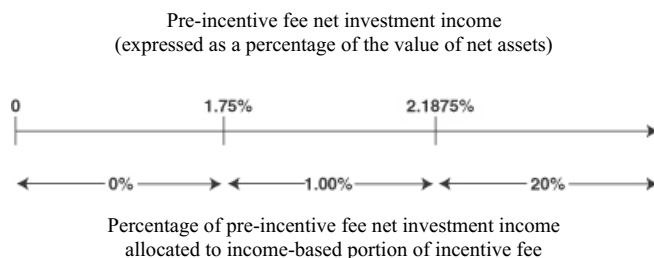 Pre-incentive fee net investment income
(expressed as a percentage of the value of net assets)
0 1.75% 2.1875%
0% 1.00% 20%
Percentage of pre-incentive fee net investment income
allocated to income-based portion of incentive fee